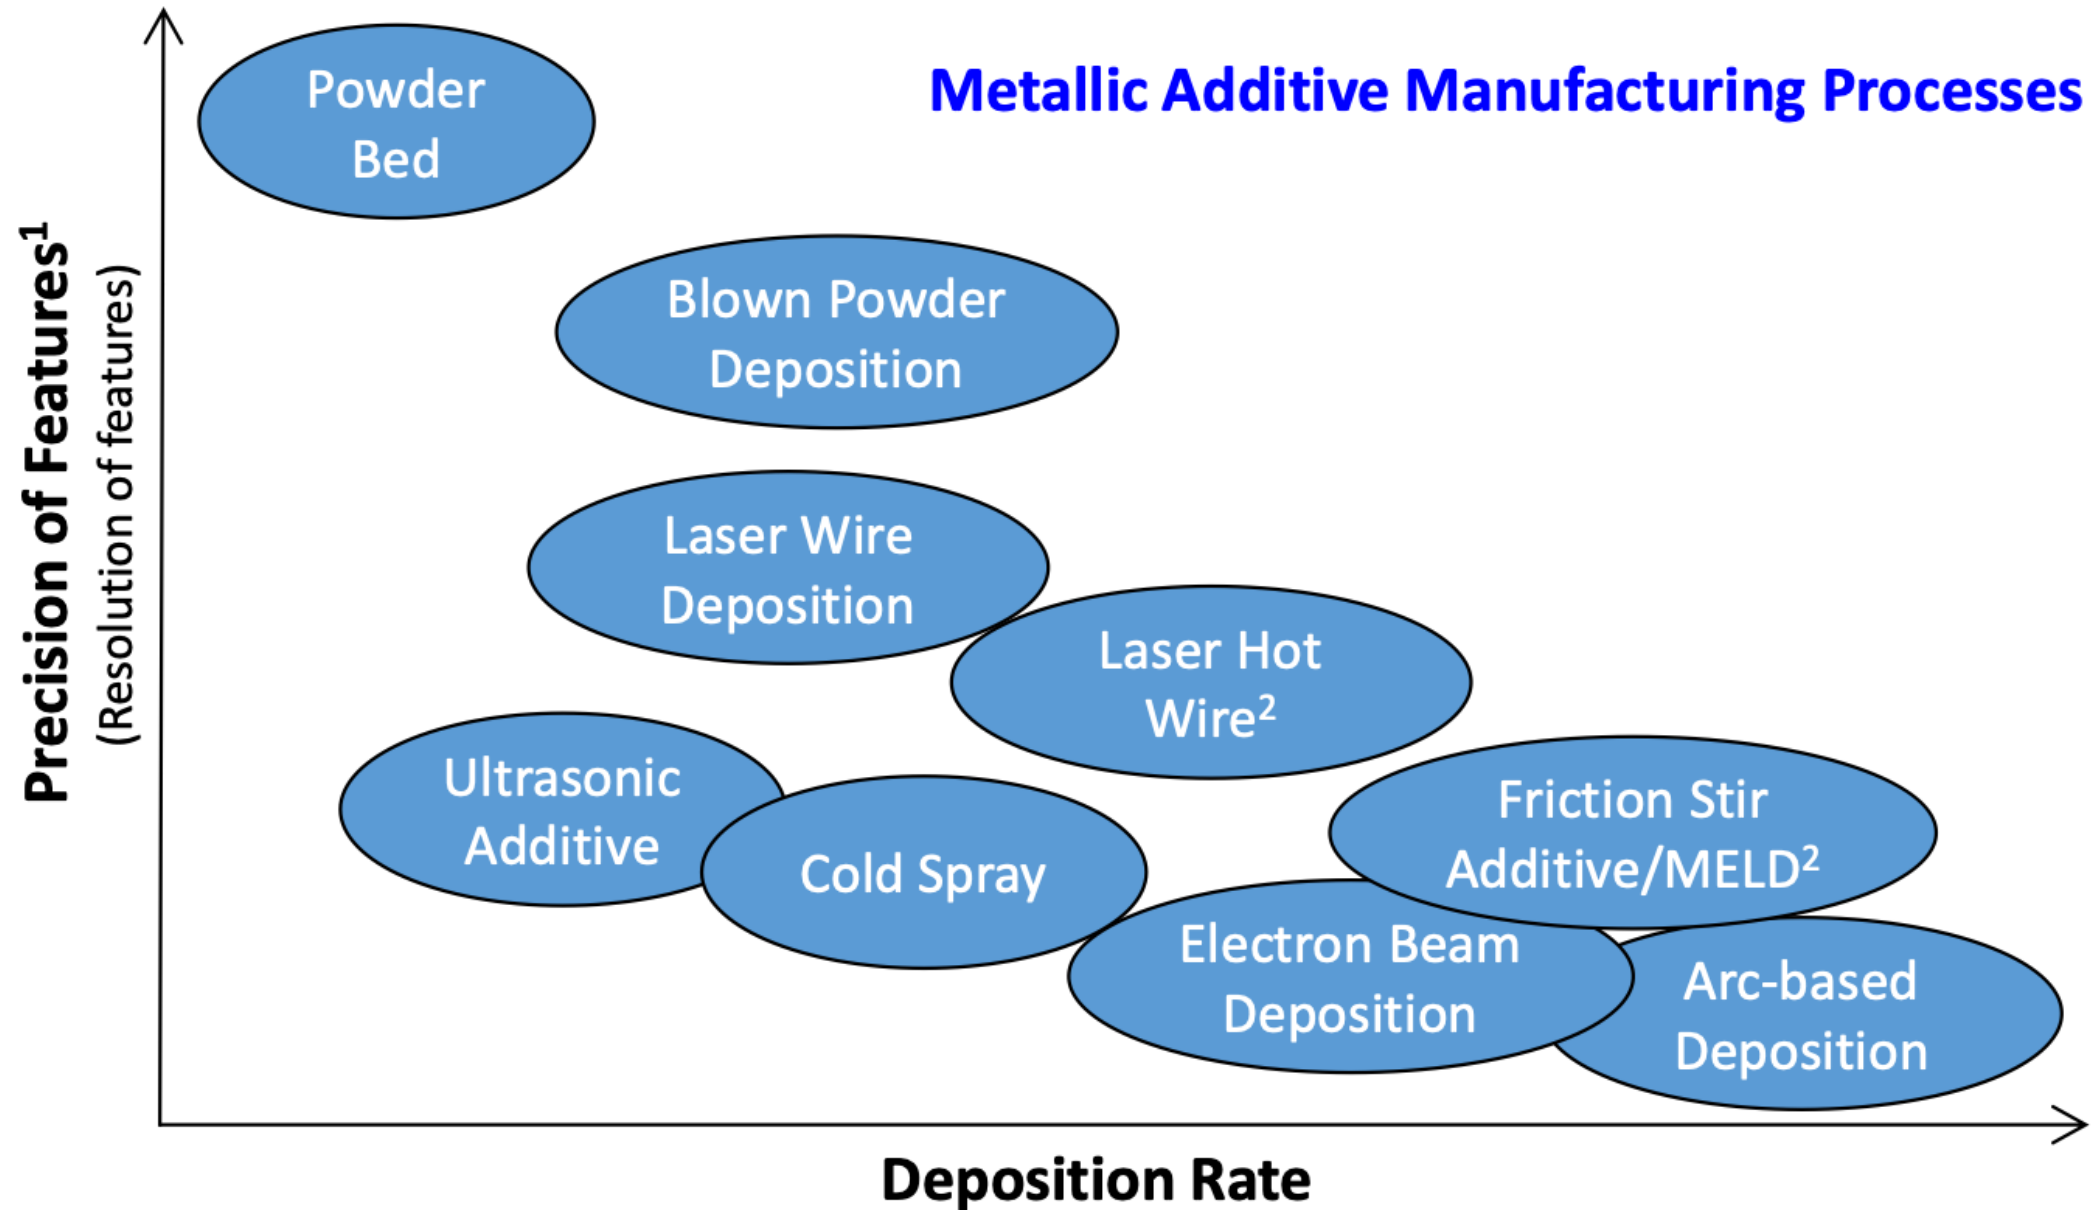 Metallic Additive Manufacturing Processes
Precision of Features¹
(Resolution of features)
Powder
Bed
Blown Powder
Deposition
Laser Wire
Deposition
Laser Hot
Wire²
Ultrasonic
Additive
Cold Spray
Friction Stir
Additive/MELD²
Electron Beam
Deposition
Arc-based
Deposition
Deposition Rate